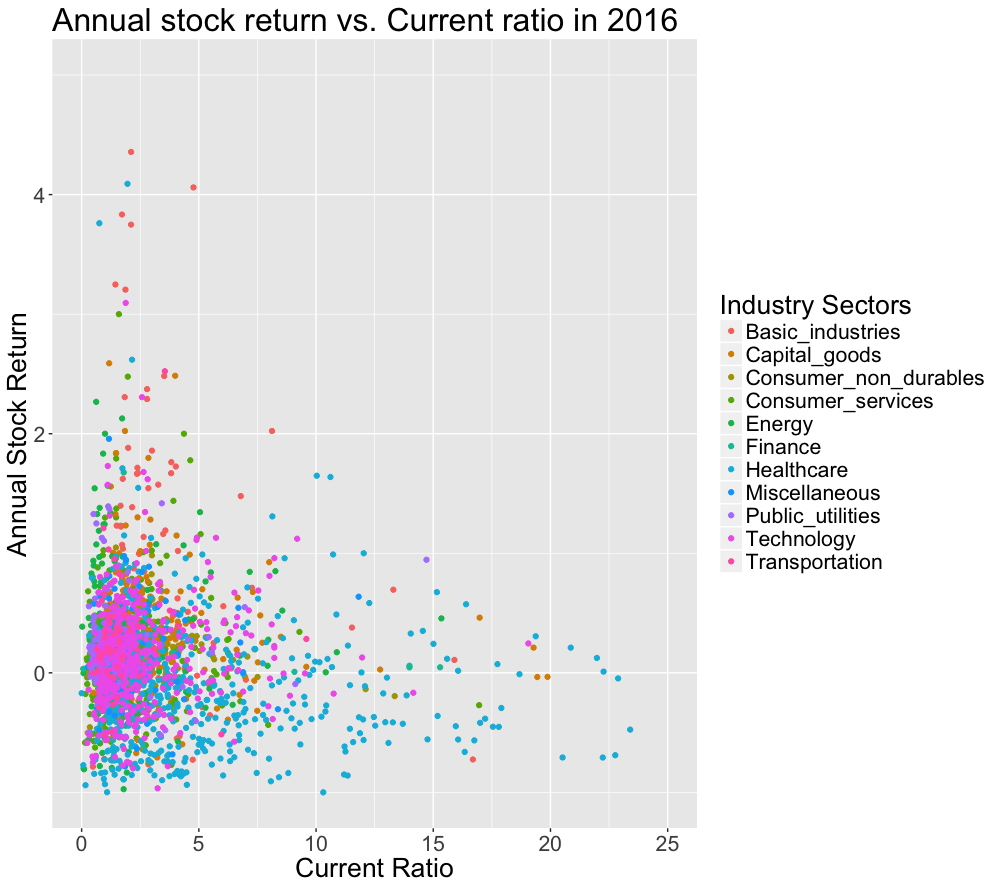 Annual stock return vs. Current ratio in 2016
Annual Stock Return
4
2
0
0 5 10 15 20 25
Current Ratio
Industry Sectors
Basic_industries
Capital_goods
Consumer_non_durables
Consumer_services
Energy
Finance
Healthcare
Miscellaneous
Public_utilities
Technology
Transportation